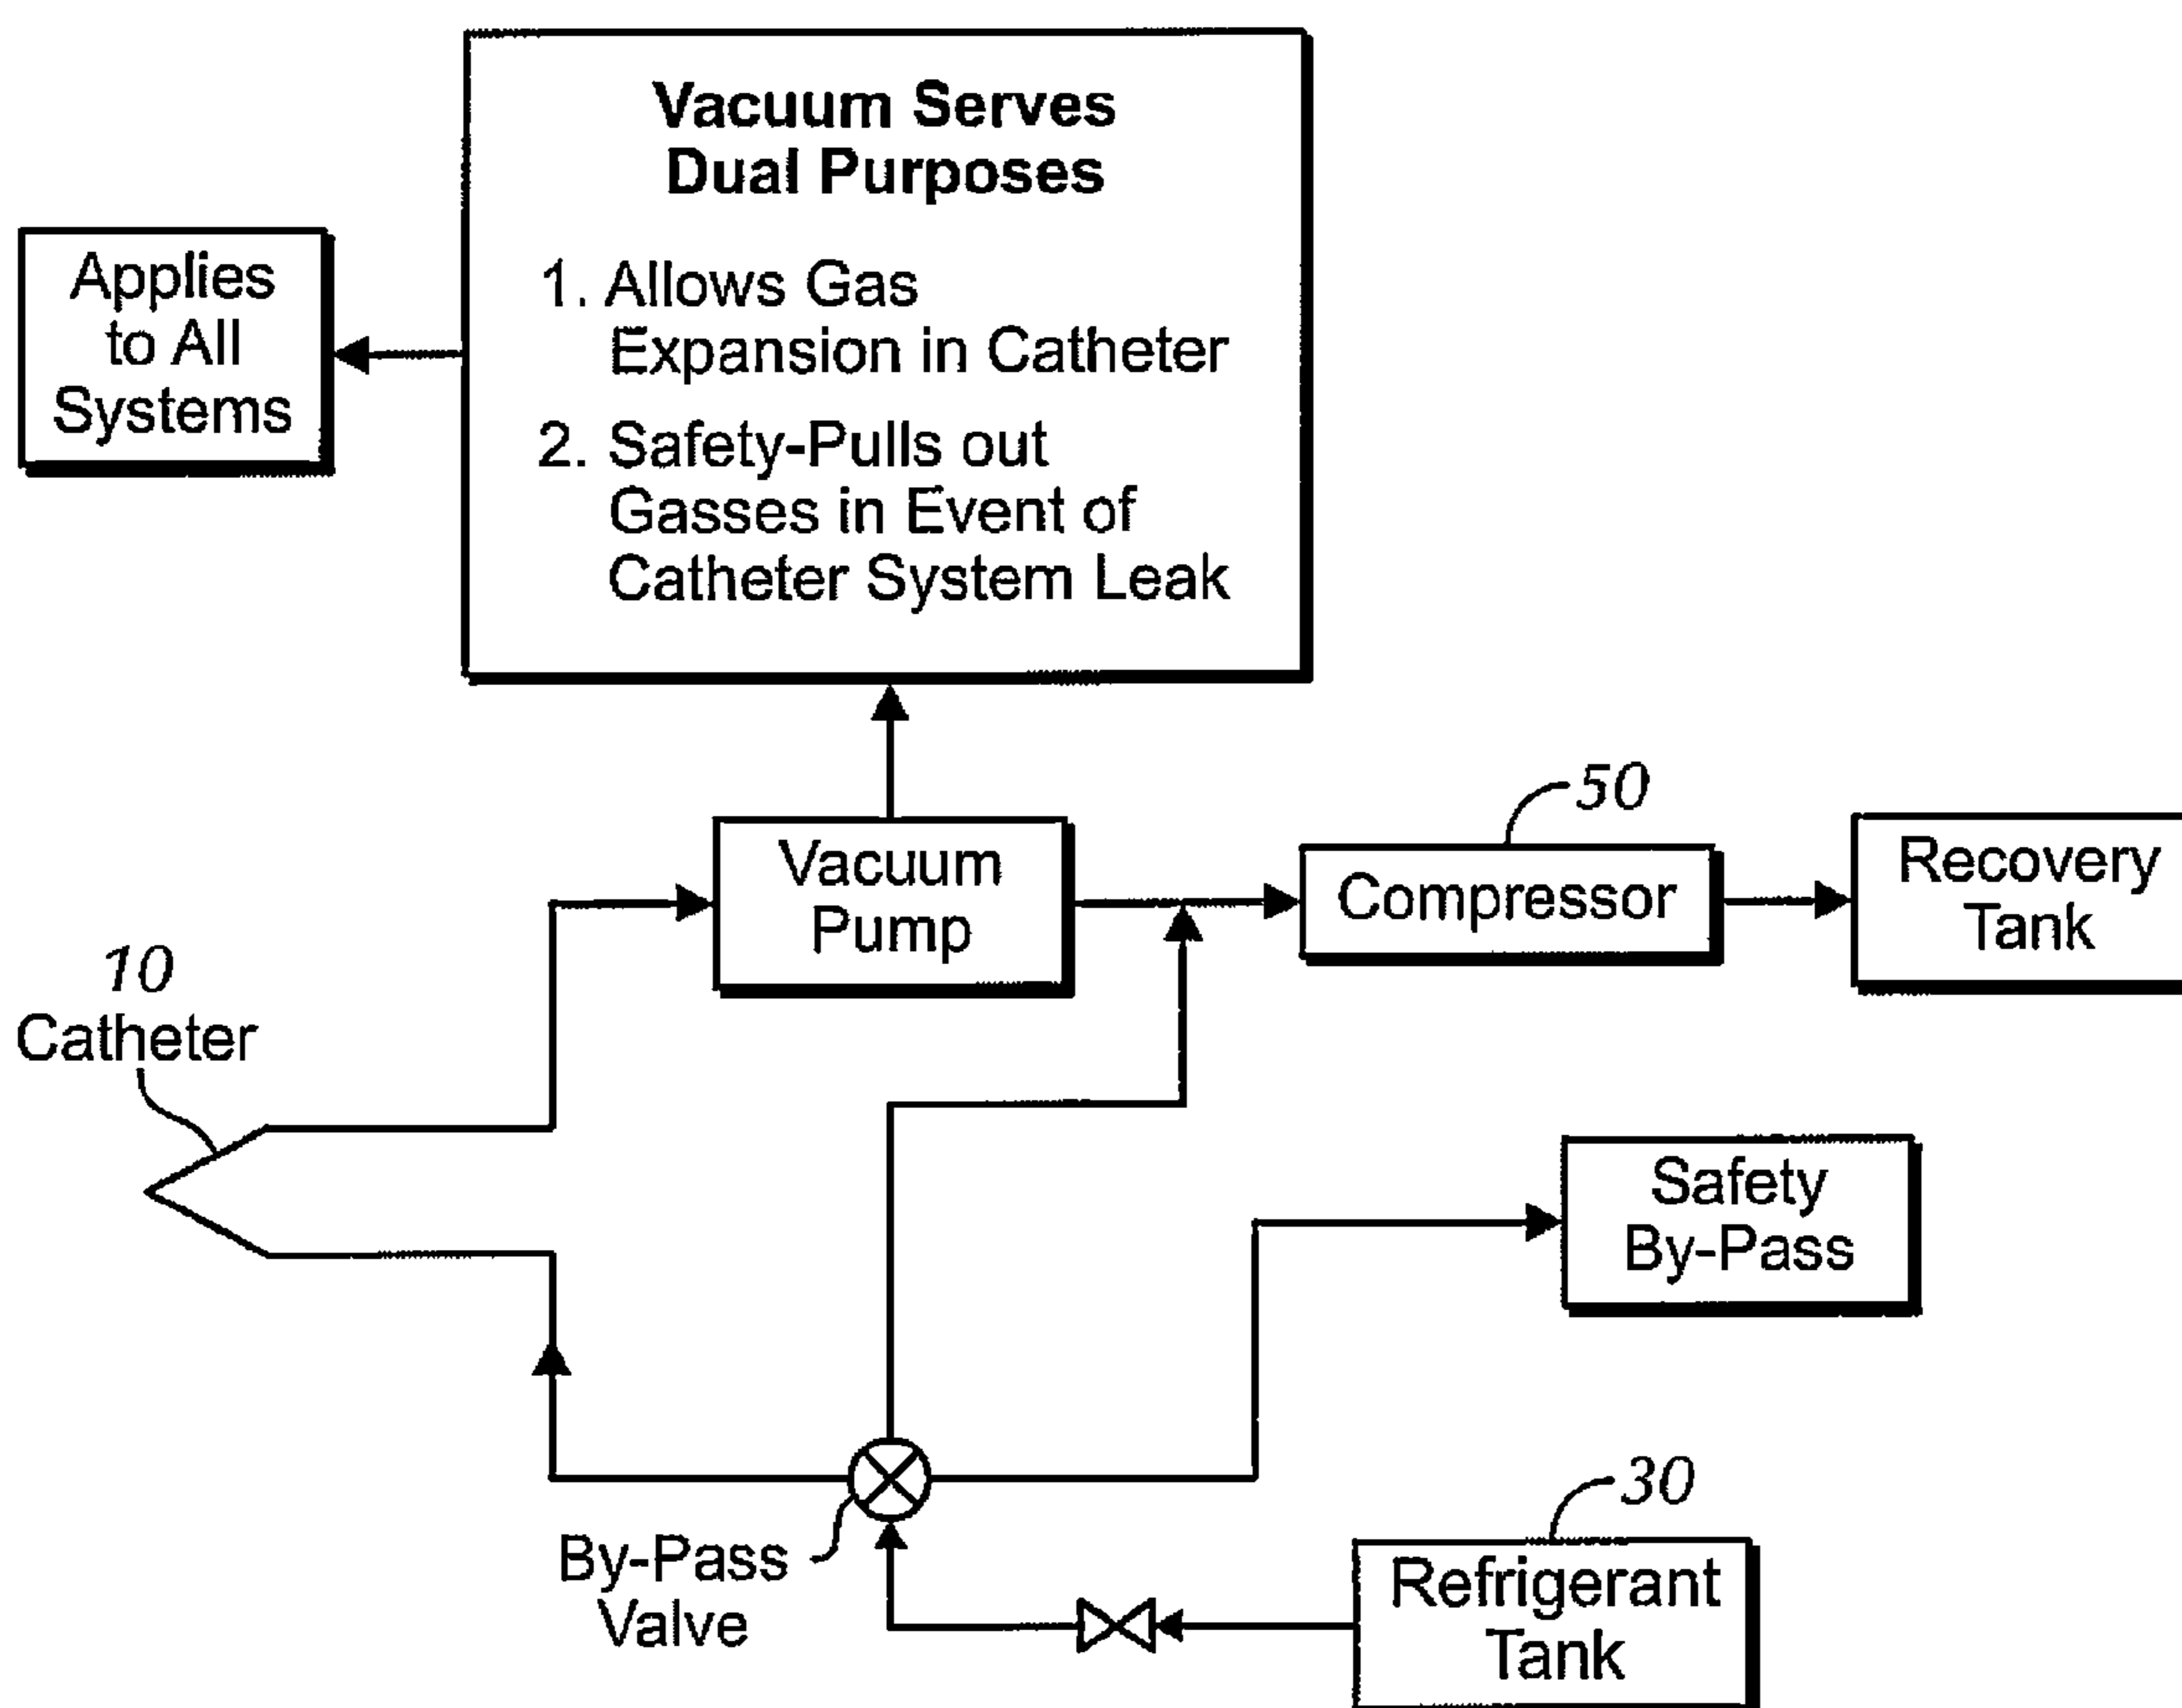 Vacuum Serves
Dual Purposes
1. Allows Gas
Expansion in Catheter
2. Safety-Pulls out
Gasses in Event of
Catheter System Leak
Applies
to All
Systems
Vacuum
Pump
50
Compressor
Recovery
Tank
10
Catheter
Safety
By-Pass
By-Pass
Valve
30
Refrigerant
Tank